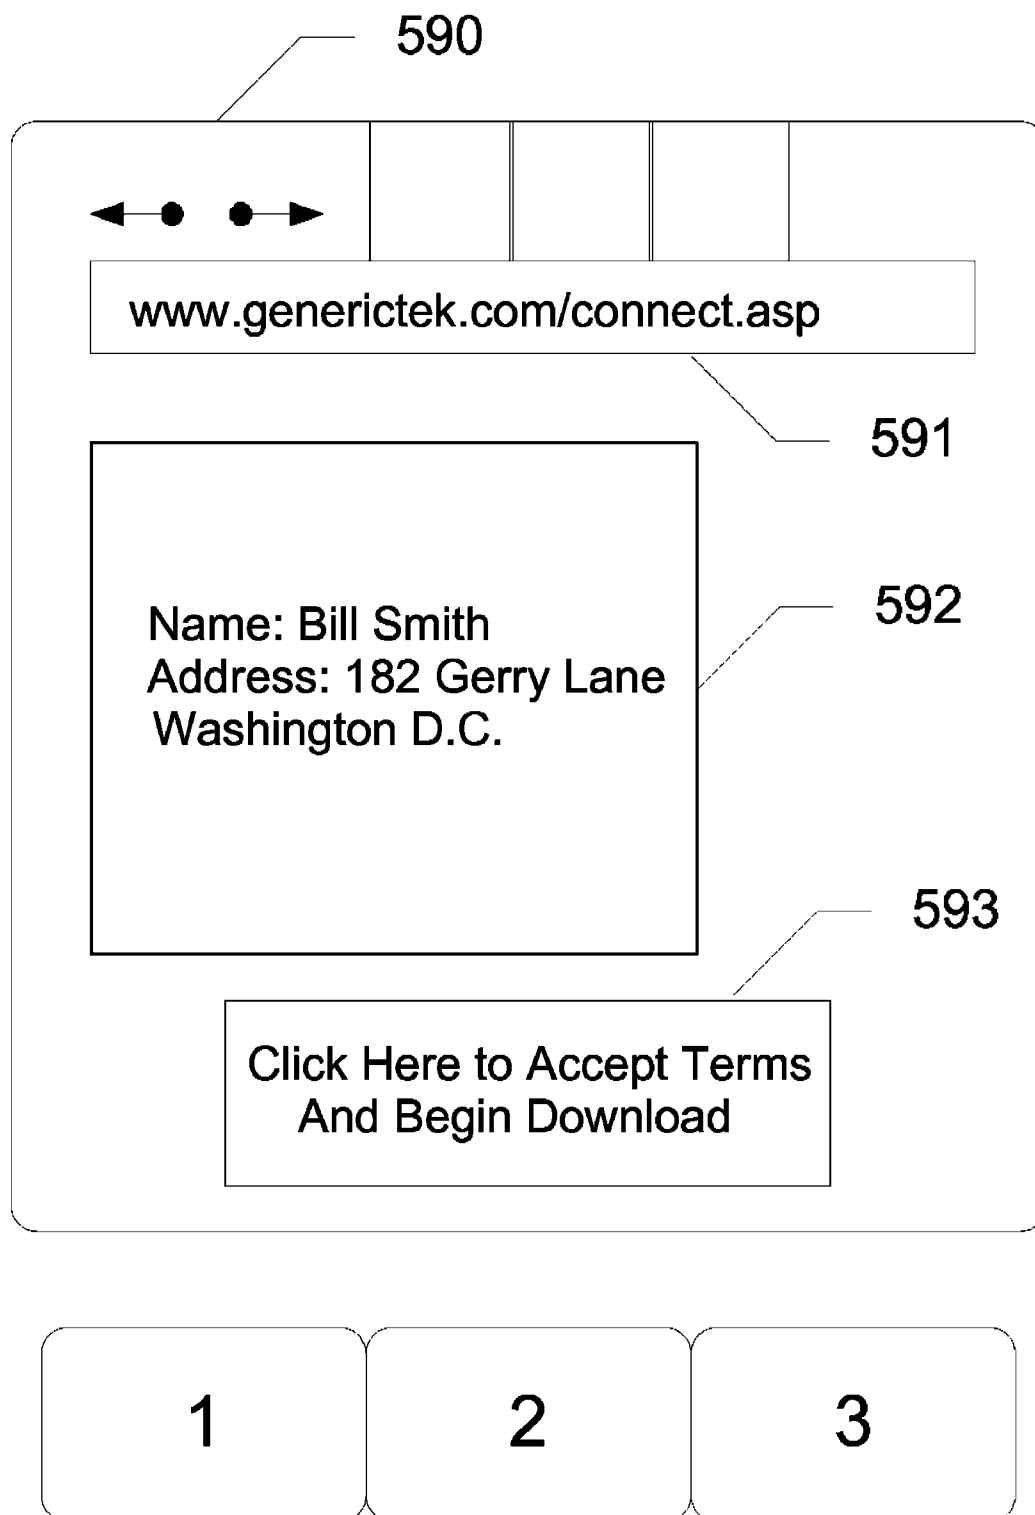 590
www.generictek.com/connect.asp
591
592
Name: Bill Smith
Address: 182 Gerry Lane
Washington D.C.
593
Click Here to Accept Terms
And Begin Download
1 2 3